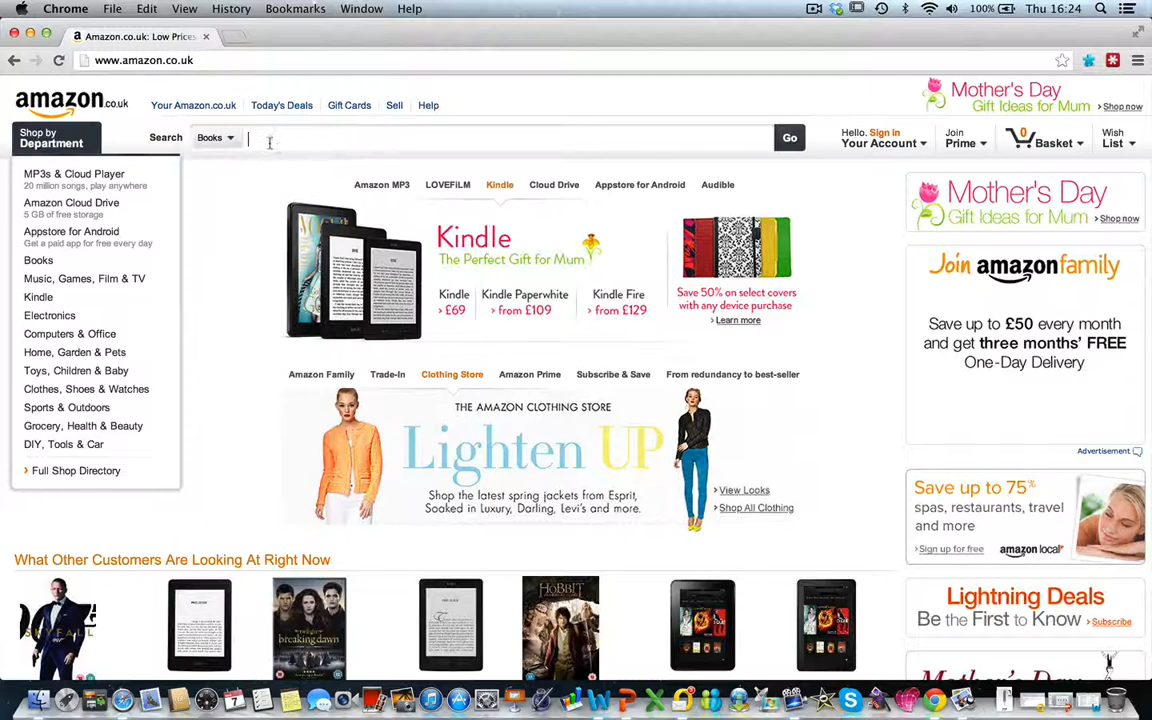 Chrome File Edit View History Bookmarks Window Help 100% Thu 16:24
Amazon.co.uk: Low Prices
www.amazon.co.uk
amazon.co.uk Your Amazon.co.uk Today's Deals Gift Cards Sell Help
Mother's Day
Gift Ideas for Mum Shop now
Shop by
Department
Search Books Go
Hello. Sign in
Your Account
Join
Prime
0
Basket
Wish
List
MP3s & Cloud Player
20 million songs, play anywhere
Amazon Cloud Drive
5 GB of free storage
Appstore for Android
Get a paid app for free every day
Books
Music, Games, Film & TV
Kindle
Electronics
Computers & Office
Home, Garden & Pets
Toys, Children & Baby
Clothes, Shoes & Watches
Sports & Outdoors
Grocery, Health & Beauty
DIY, Tools & Car
Full Shop Directory
Amazon MP3 LOVEFiLM Kindle Cloud Drive Appstore for Android Audible
Kindle
The Perfect Gift for Mum
Kindle Kindle Paperwhite Kindle Fire
› £69 › from £109 › from £129
Save 50% on select covers
with any device purchase
› Learn more
Amazon Family Trade-In Clothing Store Amazon Prime Subscribe & Save From redundancy to best-seller
THE AMAZON CLOTHING STORE
Lighten UP
Shop the latest spring jackets from Esprit,
Soaked in Luxury, Darling, Levi's and more.
› View Looks
› Shop All Clothing
Mother's Day
Gift Ideas for Mum › Shop now
Join amazonfamily
Save up to £50 every month
and get three months' FREE
One-Day Delivery
Advertisement
Save up to 75%
spas, restaurants, travel
and more
› Sign up for free amazonlocal
What Other Customers Are Looking At Right Now
SKYFALL
breaking dawn
HOBBIT
Lightning Deals
Be the First to Know › Subscribe